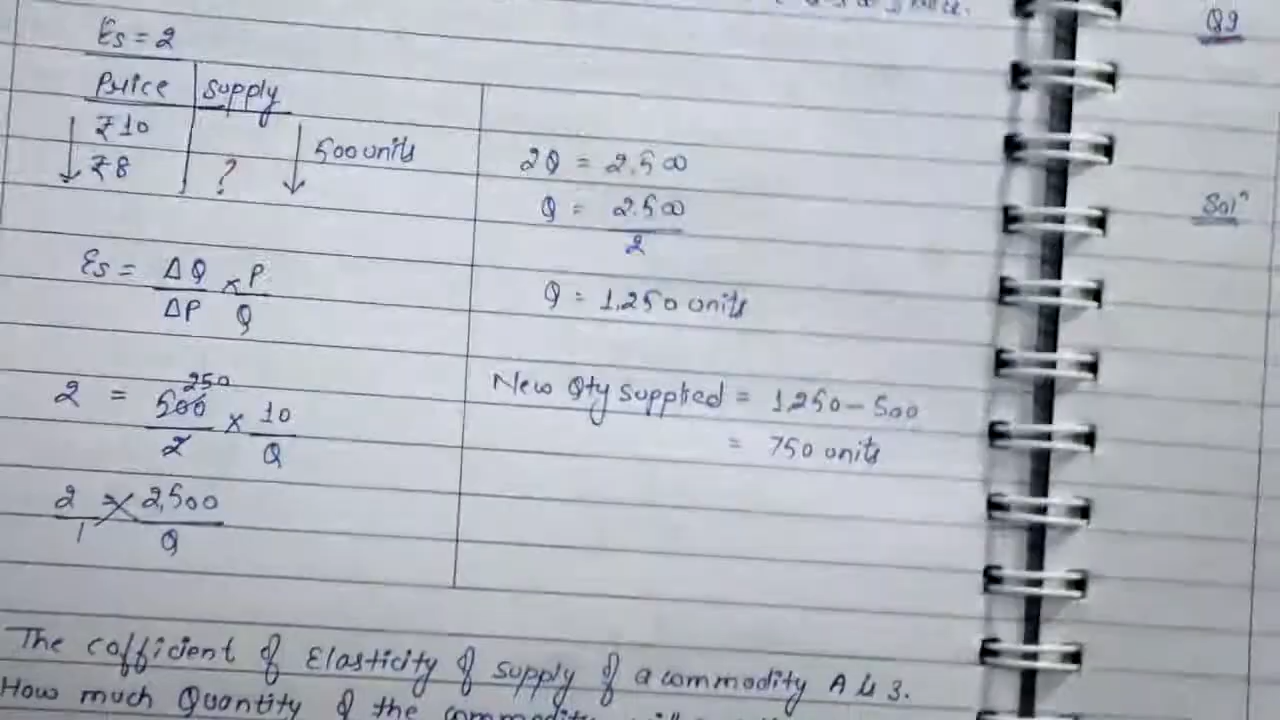 Es = 2
Price supply
₹10
500 units
₹8 ?
Es = ΔQ/ΔP × P/Q
250
2 = 500/2 × 10/Q
2/1 = 2,500/Q
2Q = 2,500
Q = 2,500/2
Q = 1,250 units
New Qty supplied = 1,250 - 500
= 750 units
The cofficient of Elasticity of supply of a commodity A is 3.
How much Quantity of the commodity
Q9
Solⁿ